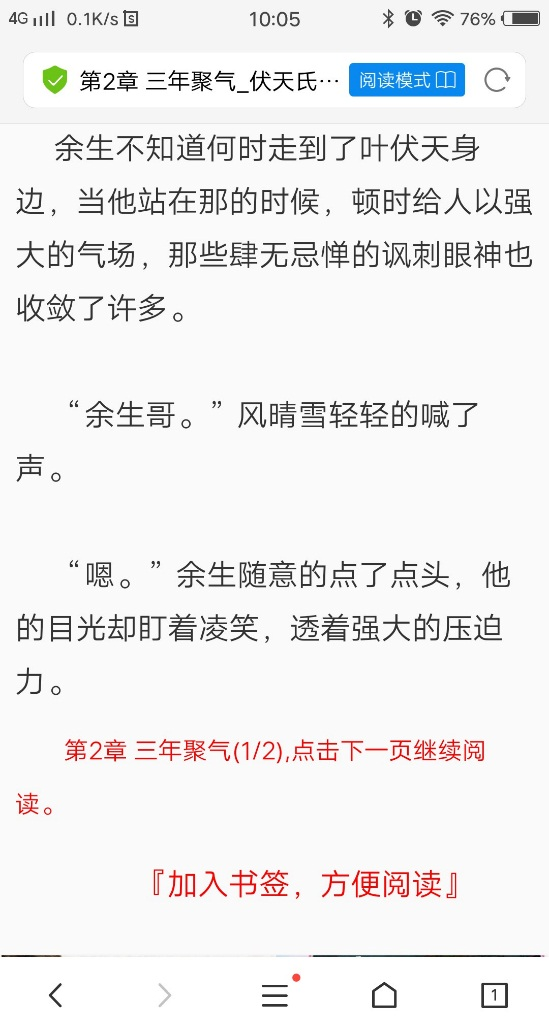 4G 0.1K/s 10:05 76%
第2章 三年聚气_伏天氏… 阅读模式
余生不知道何时走到了叶伏天身
边，当他站在那的时候，顿时给人以强
大的气场，那些肆无忌惮的讽刺眼神也
收敛了许多。
“余生哥。”风晴雪轻轻的喊了
声。
“嗯。”余生随意的点了点头，他
的目光却盯着凌笑，透着强大的压迫
力。
第2章 三年聚气(1/2),点击下一页继续阅
读。
『加入书签，方便阅读』
1